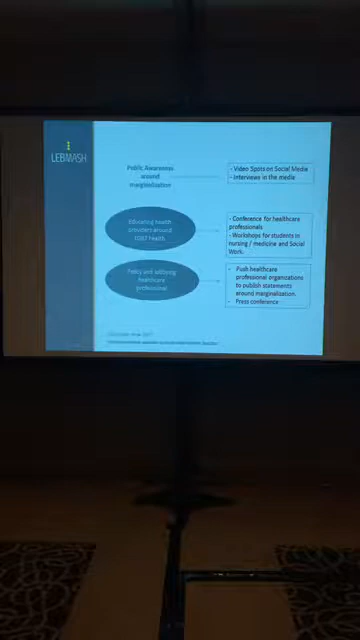 LEBMASH
Public Awareness
around
marginalization
- Video Spots on Social Media
- Interviews in the media
Educating health
providers around
LGBT health
- Conference for healthcare
professionals
- Workshops for students in
nursing / medicine and Social
Work.
Policy and lobbying
healthcare
professional
- Push healthcare
professional organizations
to publish statements
around marginalization.
- Press conference